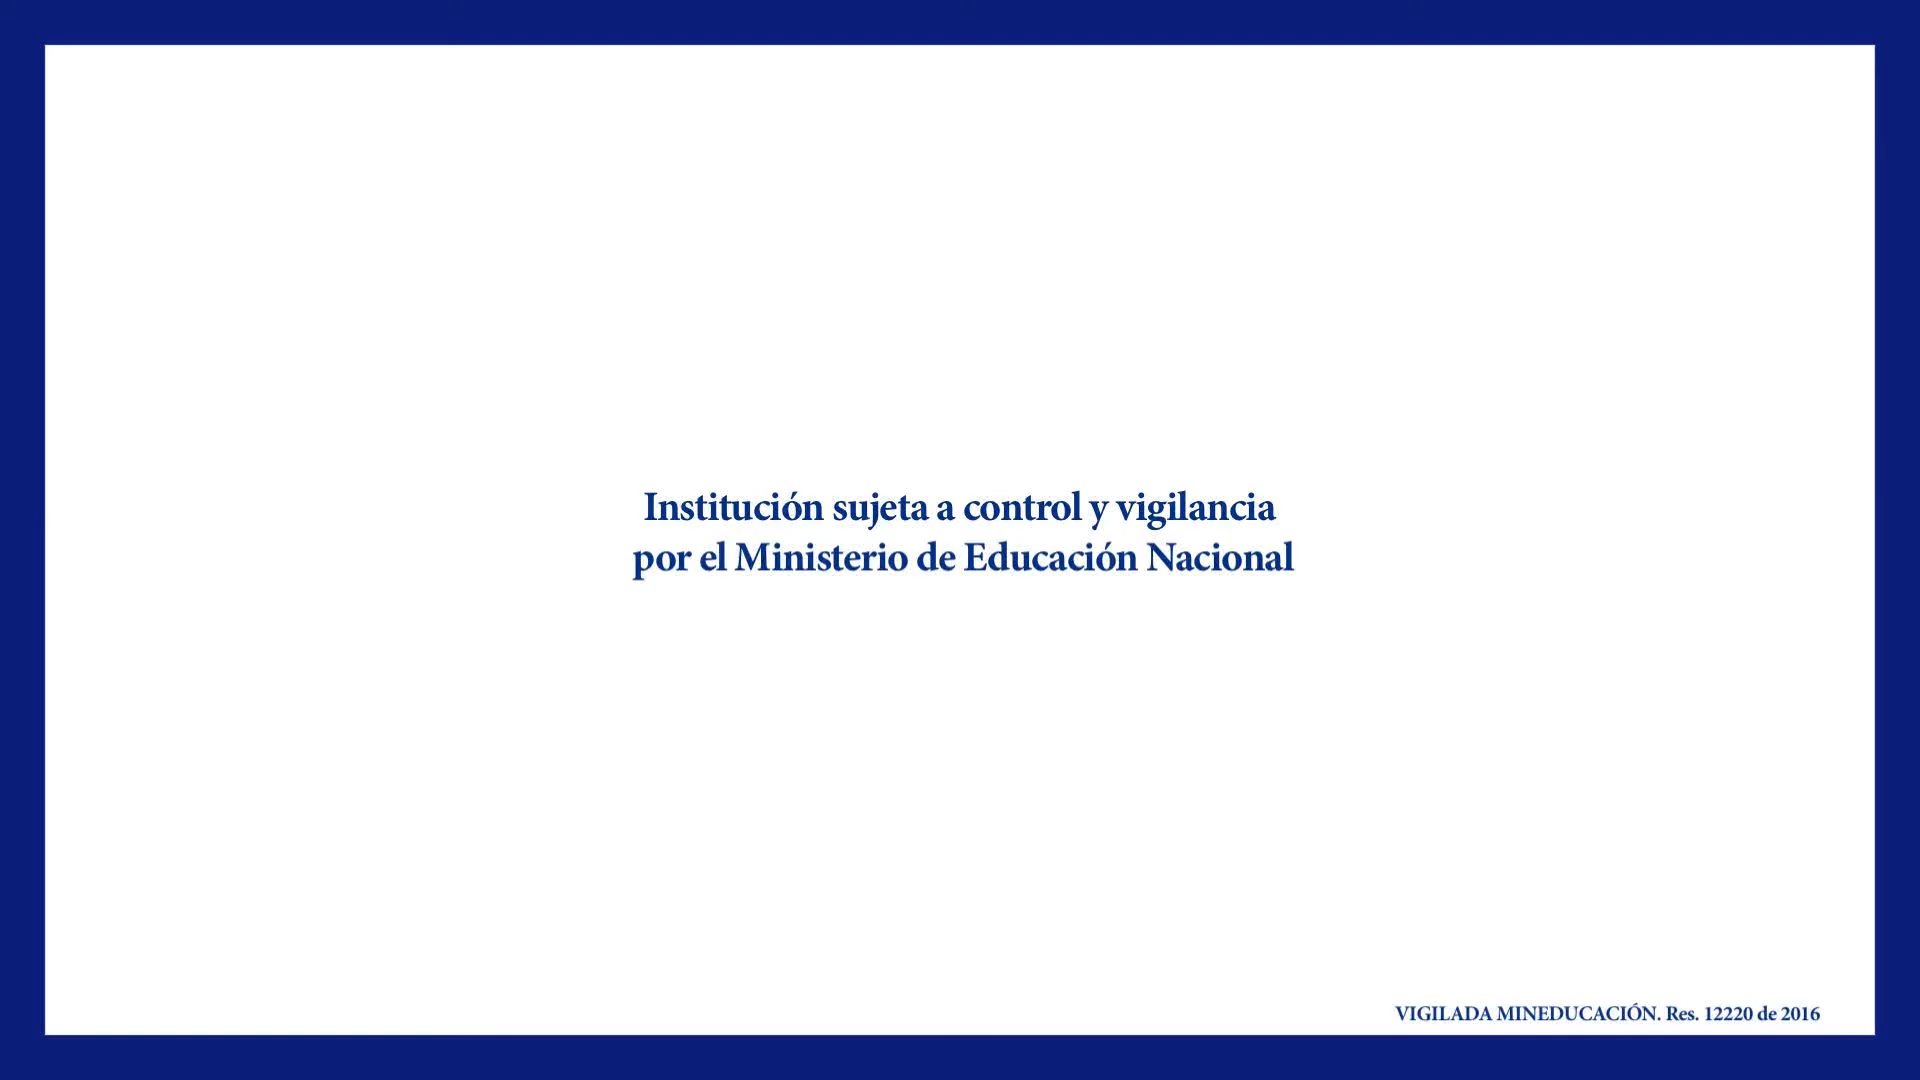 Institución sujeta a control y vigilancia
por el Ministerio de Educación Nacional
VIGILADA MINEDUCACIÓN. Res. 12220 de 2016